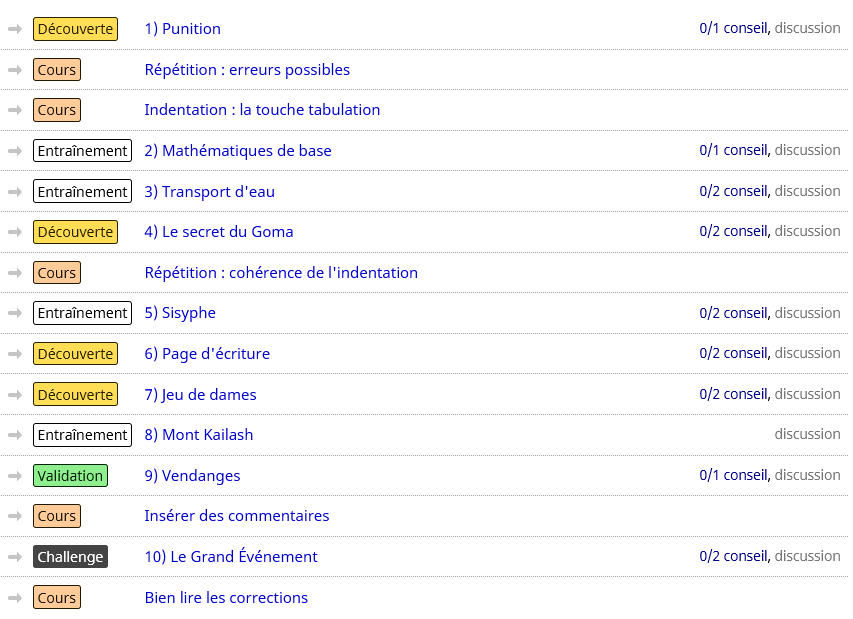 Découverte 1) Punition 0/1 conseil, discussion
Cours Répétition : erreurs possibles
Cours Indentation : la touche tabulation
Entraînement 2) Mathématiques de base 0/1 conseil, discussion
Entraînement 3) Transport d'eau 0/2 conseil, discussion
Découverte 4) Le secret du Goma 0/2 conseil, discussion
Cours Répétition : cohérence de l'indentation
Entraînement 5) Sisyphe 0/2 conseil, discussion
Découverte 6) Page d'écriture 0/2 conseil, discussion
Découverte 7) Jeu de dames 0/2 conseil, discussion
Entraînement 8) Mont Kailash discussion
Validation 9) Vendanges 0/1 conseil, discussion
Cours Insérer des commentaires
Challenge 10) Le Grand Événement 0/2 conseil, discussion
Cours Bien lire les corrections